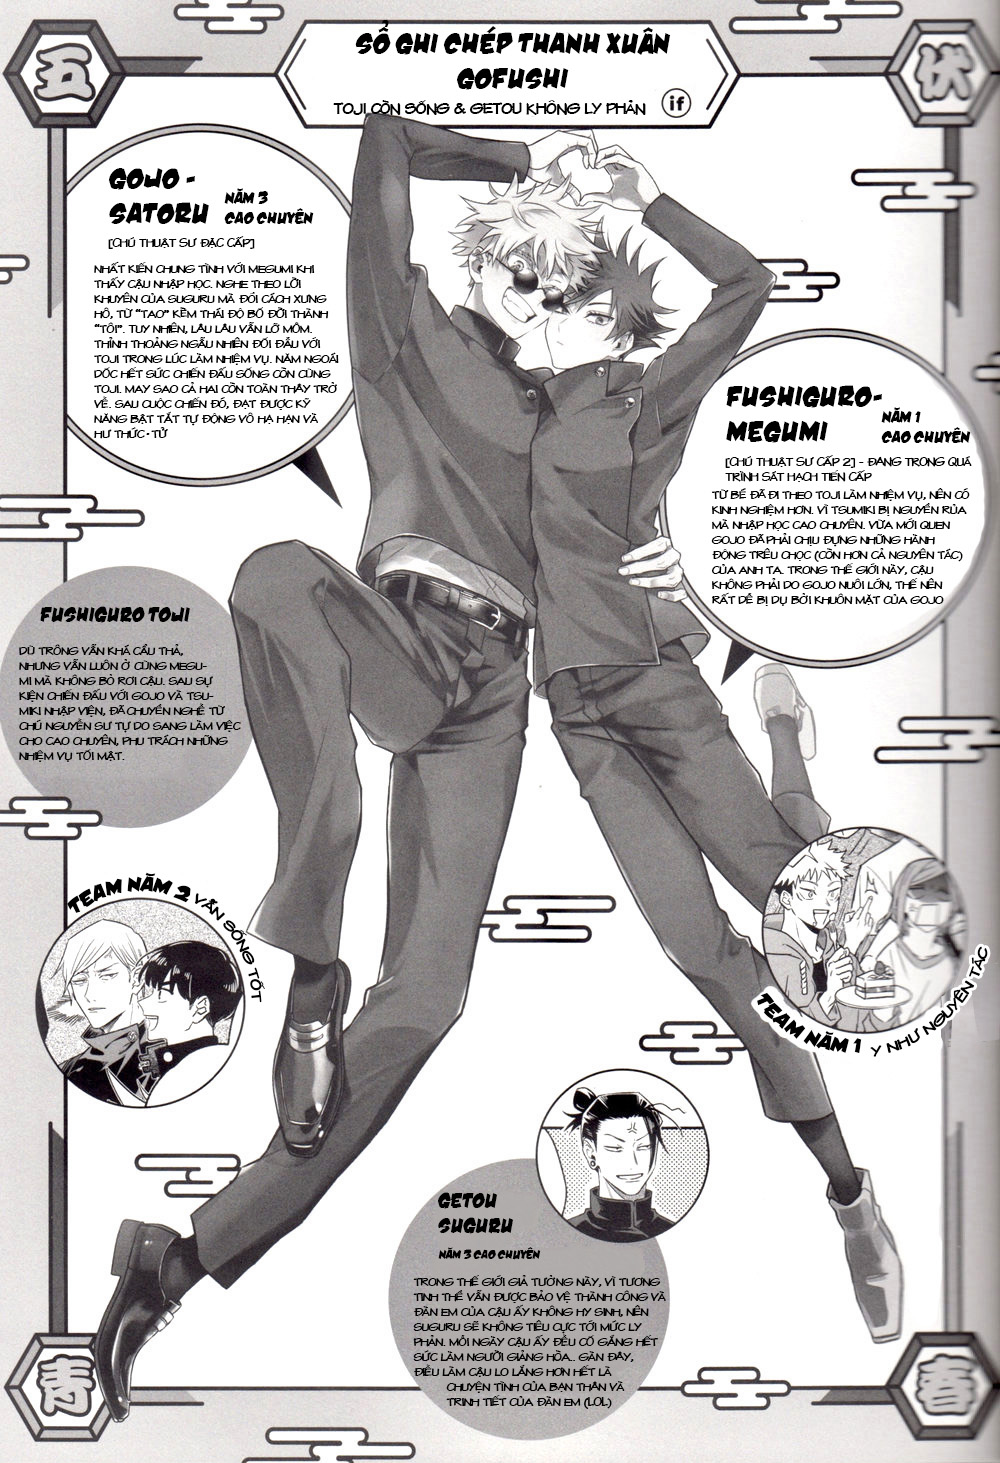 五
伏
SỔ GHI CHÉP THANH XUÂN
GOFUSHI
TOJI CÒN SỐNG & GETOU KHÔNG LY PHẢN
if
GOJO -
SATORU
NĂM 3
CAO CHUYÊN
[CHÚ THUẬT SƯ ĐẶC CẤP]
NHẤT KIẾN CHUNG TÌNH VỚI MEGUMI KHI
THẤY CẬU NHẬP HỌC. NGHE THEO LỜI
KHUYÊN CỦA SUGURU MÀ ĐỔI CÁCH XƯNG
HÔ, TỪ "TAO" KÈM THÁI ĐỘ BỐ ĐỜI THÀNH
"TÔI". TUY NHIÊN, LÂU LÂU VẪN LỠ MỒM.
THỈNH THOẢNG NGẪU NHIÊN ĐỐI ĐẦU VỚI
TOJI TRONG LÚC LÀM NHIỆM VỤ. NĂM NGOÁI
DỐC HẾT SỨC CHIẾN ĐẤU SỐNG CÒN CÙNG
TOJI. MAY SAO CẢ HAI CÒN TOÀN THÂY TRỞ
VỀ. SAU CUỘC CHIẾN ĐÓ, ĐẠT ĐƯỢC KỸ
NĂNG BẬT TẮT TỰ ĐỘNG VÔ HẠ HẠN VÀ
HƯ THỨC・TỬ
FUSHIGURO-
MEGUMI
NĂM 1
CAO CHUYÊN
[CHÚ THUẬT SƯ CẤP 2] - ĐANG TRONG QUÁ
TRÌNH SÁT HẠCH TIẾN CẤP
TỪ BÉ ĐÃ ĐI THEO TOJI LÀM NHIỆM VỤ, NÊN CÓ
KINH NGHIỆM HƠN. VÌ TSUMIKI BỊ NGUYỀN RỦA
MÀ NHẬP HỌC CAO CHUYÊN. VỪA MỚI QUEN
GOJO ĐÃ PHẢI CHỊU ĐỰNG NHỮNG HÀNH
ĐỘNG TRÊU CHỌC (CÒN HƠN CẢ NGUYÊN TÁC)
CỦA ANH TA. TRONG THẾ GIỚI NÀY, CẬU
KHÔNG PHẢI DO GOJO NUÔI LỚN, THẾ NÊN
RẤT DỄ BỊ DỤ BỞI KHUÔN MẶT CỦA GOJO
FUSHIGURO TOJI
DÙ TRÔNG VẪN KHÁ CẨU THẢ,
NHƯNG VẪN LUÔN Ở CÙNG MEGU-
MI MÀ KHÔNG BỎ RƠI CẬU. SAU SỰ
KIỆN CHIẾN ĐẤU VỚI GOJO VÀ TSU-
MIKI NHẬP VIỆN, ĐÃ CHUYỂN NGHỀ TỪ
CHÚ NGUYỀN SƯ TỰ DO SANG LÀM VIỆC
CHO CAO CHUYÊN, PHỤ TRÁCH NHỮNG
NHIỆM VỤ TỐI MẬT.
TEAM NĂM 2 VẪN SỐNG TỐT
TEAM NĂM 1 Y NHƯ NGUYÊN TÁC
GETOU
SUGURU
NĂM 3 CAO CHUYÊN
TRONG THẾ GIỚI GIẢ TƯỞNG NÀY, VÌ TƯƠNG
TINH THỂ VẪN ĐƯỢC BẢO VỆ THÀNH CÔNG VÀ
ĐÀN EM CỦA CẬU ẤY KHÔNG HY SINH, NÊN
SUGURU SẼ KHÔNG TIÊU CỰC TỚI MỨC LY
PHẢN. MỖI NGÀY CẬU ẤY ĐỀU CỐ GẮNG HẾT
SỨC LÀM NGƯỜI GIẢNG HÒA.. GẦN ĐÂY,
ĐIỀU LÀM CẬU LO LẮNG HƠN HẾT LÀ
CHUYỆN TÌNH CỦA BẠN THÂN VÀ
TRINH TIẾT CỦA ĐÀN EM (LOL)
青
春